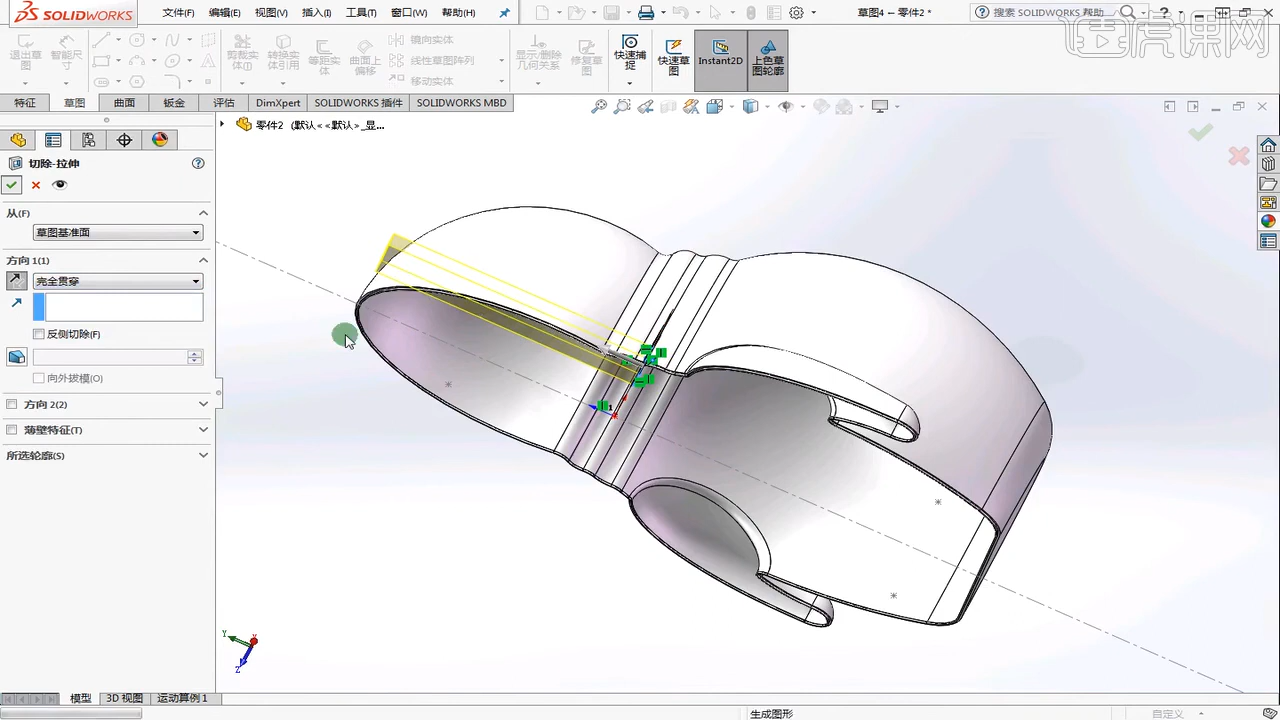 SOLIDWORKS 文件(F) 编辑(E) 视图(V) 插入(I) 工具(T) 窗口(W) 帮助(H) 草图4 -- 零件2 * 搜索 SOLIDWORKS 帮助
虎课网
退出草图 智能尺寸 剪裁实体(T) 转换实体引用 等距实体 曲面上偏移 镜向实体 线性草图阵列 移动实体 显示/删除几何关系 修复草图 快速捕捉 快速草图 Instant2D 上色草图轮廓
特征 草图 曲面 钣金 评估 DimXpert SOLIDWORKS 插件 SOLIDWORKS MBD
零件2 (默认<<默认>_显...
切除-拉伸
从(F)
草图基准面
方向 1(1)
完全贯穿
反侧切除(F)
向外拔模(O)
方向 2(2)
薄壁特征(T)
所选轮廓(S)
1
Y
X
Z
模型 3D 视图 运动算例 1
生成图形 自定义